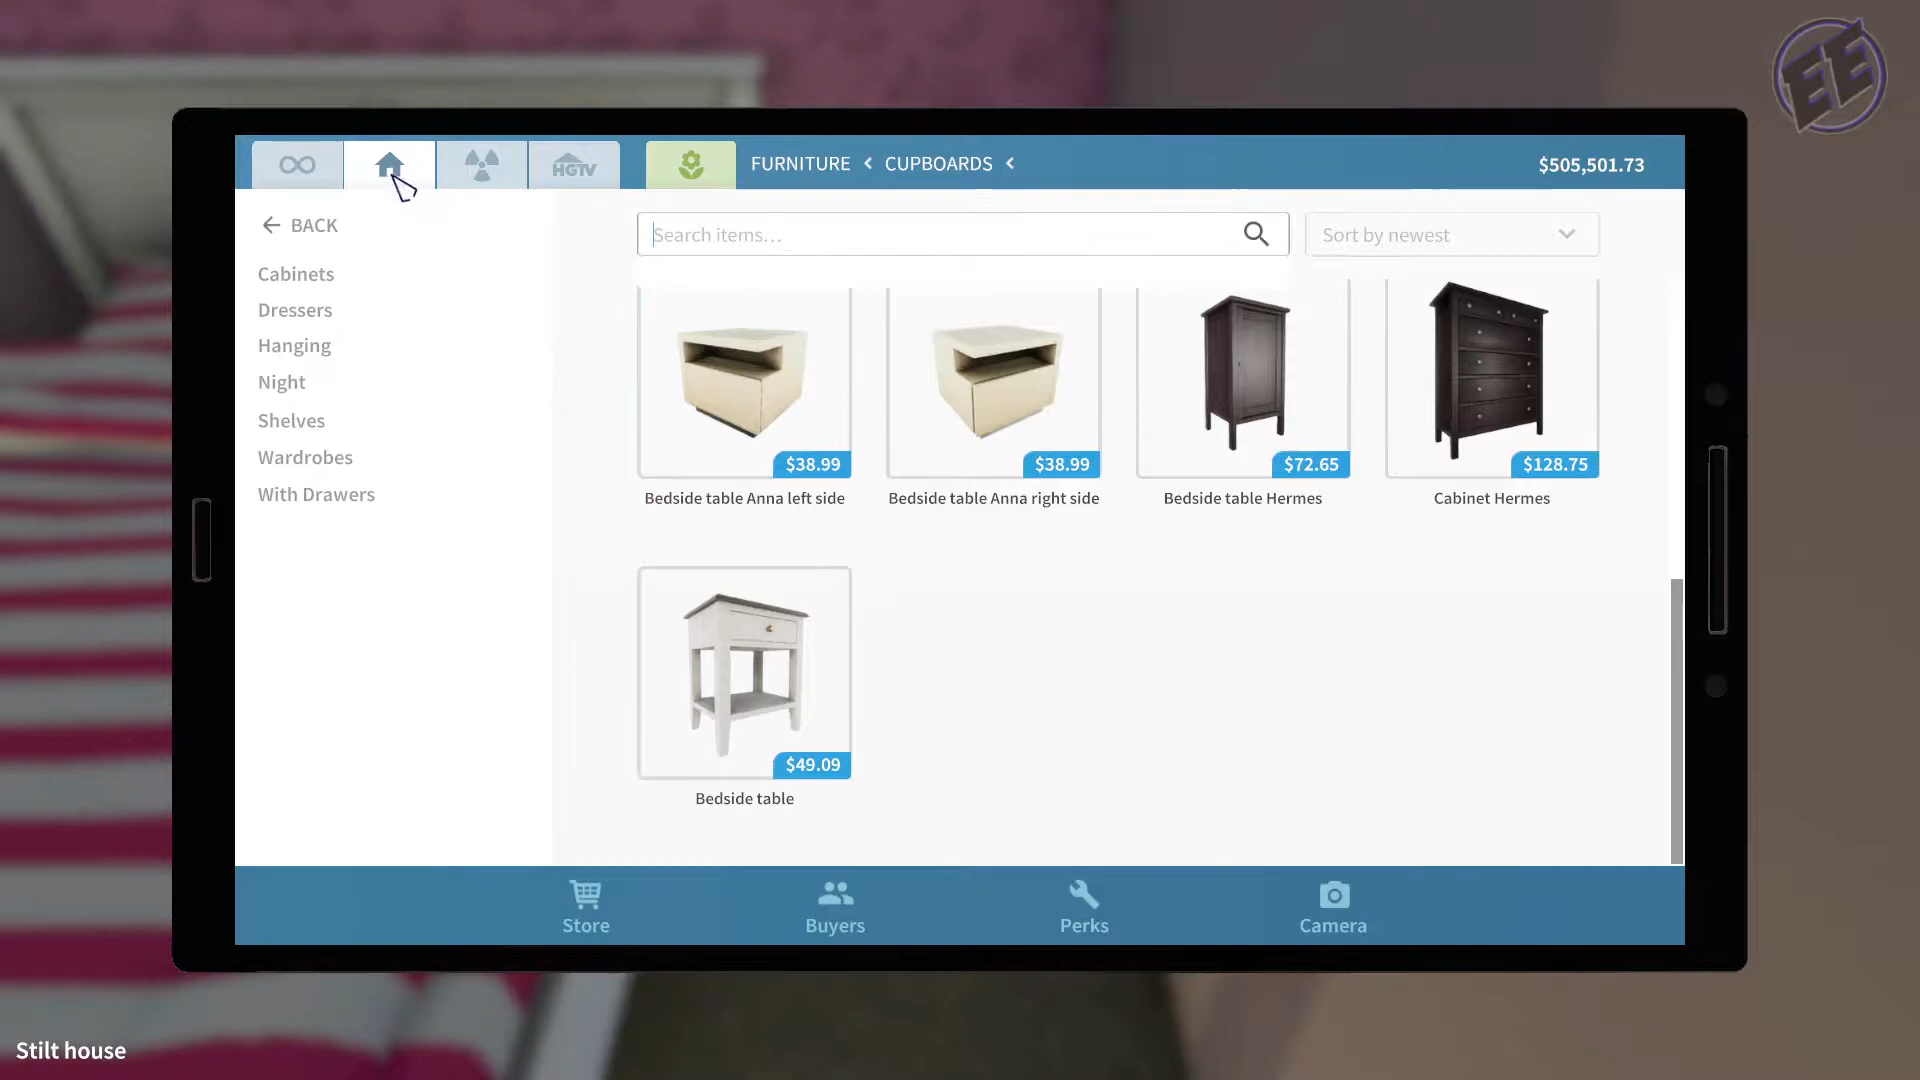 EE
HGTV
FURNITURE < CUPBOARDS <
$505,501.73
BACK
Search items...
Sort by newest
Cabinets
Dressers
Hanging
Night
Shelves
Wardrobes
With Drawers
$38.99
$38.99
$72.65
$128.75
Bedside table Anna left side
Bedside table Anna right side
Bedside table Hermes
Cabinet Hermes
$49.09
Bedside table
Store
Buyers
Perks
Camera
Stilt house